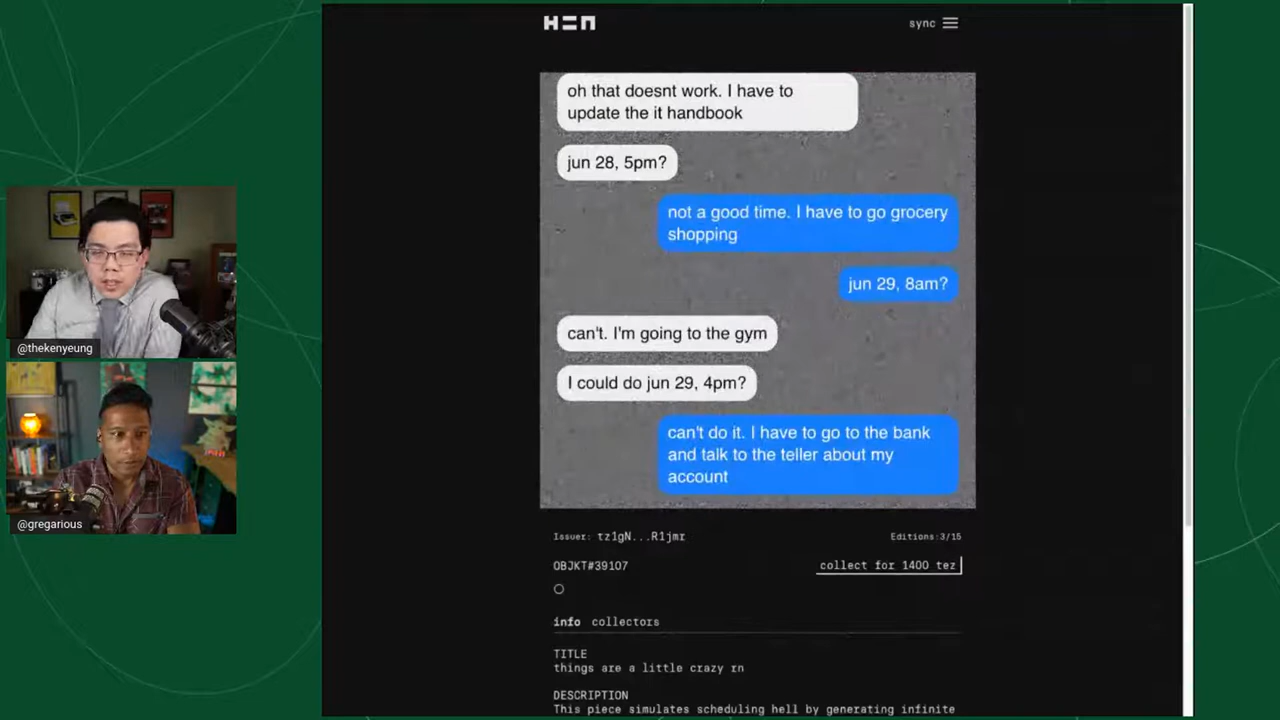 H=N
sync
oh that doesnt work. I have to
update the it handbook
jun 28, 5pm?
not a good time. I have to go grocery
shopping
jun 29, 8am?
can't. I'm going to the gym
I could do jun 29, 4pm?
can't do it. I have to go to the bank
and talk to the teller about my
account
@thekenyeung
@gregarious
Issuer: tz1gN...R1jmr
Editions:3/15
OBJKT#39107
collect for 1400 tez
info collectors
TITLE
things are a little crazy rn
DESCRIPTION
This piece simulates scheduling hell by generating infinite